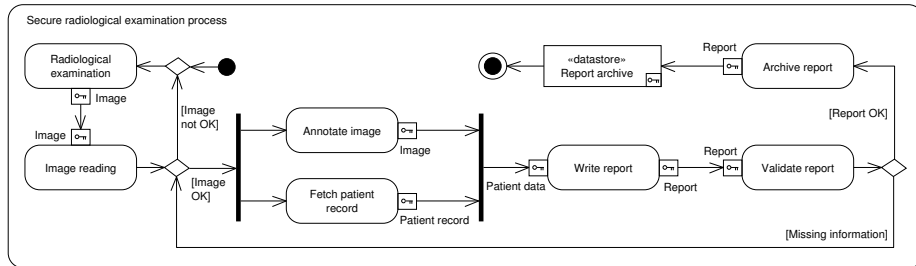 Secure radiological examination process
Radiological
examination
Image
Image
Image reading
[Image
not OK]
[Image
OK]
Annotate image
Image
Fetch patient
record
Patient record
Patient data
Write report
Report
Report
Validate report
[Missing information]
[Report OK]
Archive report
Report
«datastore»
Report archive